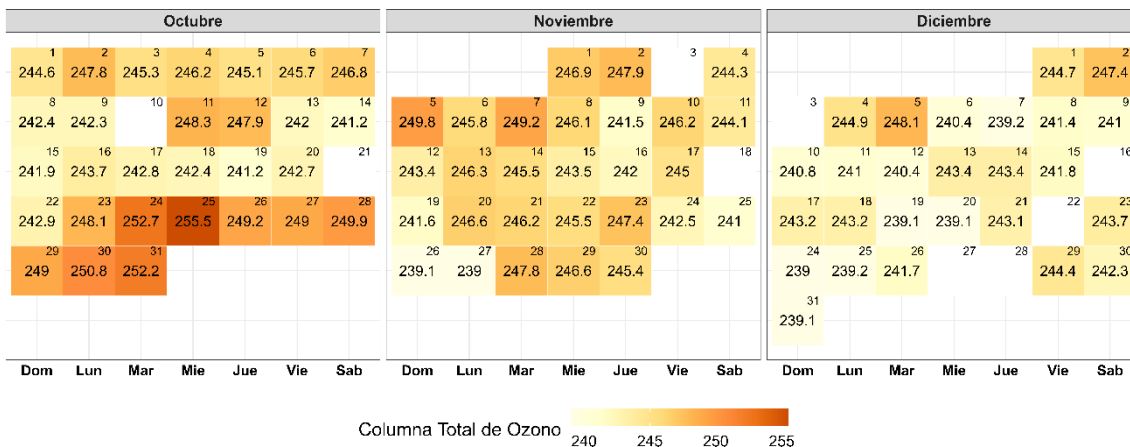 Octubre Noviembre Diciembre
1 2 3 4 5 6 7 1 2 3 4 1 2
244.6 247.8 245.3 246.2 245.1 245.7 246.8 246.9 247.9 244.3 244.7 247.4
8 9 10 11 12 13 14 5 6 7 8 9 10 11 3 4 5 6 7 8 9
242.4 242.3 248.3 247.9 242 241.2 249.8 245.8 249.2 246.1 241.5 246.2 244.1 244.9 248.1 240.4 239.2 241.4 241
15 16 17 18 19 20 21 12 13 14 15 16 17 18 10 11 12 13 14 15 16
241.9 243.7 242.8 242.4 241.2 242.7 243.4 246.3 245.5 243.5 242 245 240.8 241 240.4 243.4 243.4 241.8
22 23 24 25 26 27 28 19 20 21 22 23 24 25 17 18 19 20 21 22 23
242.9 248.1 252.7 255.5 249.2 249 249.9 241.6 246.6 246.2 245.5 247.4 242.5 241 243.2 243.2 239.1 239.1 243.1 243.7
29 30 31 26 27 28 29 30 24 25 26 27 28 29 30
249 250.8 252.2 239.1 239 247.8 246.6 245.4 239 239.2 241.7 244.4 242.3
31
239.1
Dom Lun Mar Mie Jue Vie Sab Dom Lun Mar Mie Jue Vie Sab Dom Lun Mar Mie Jue Vie Sab
Columna Total de Ozono
240 245 250 255